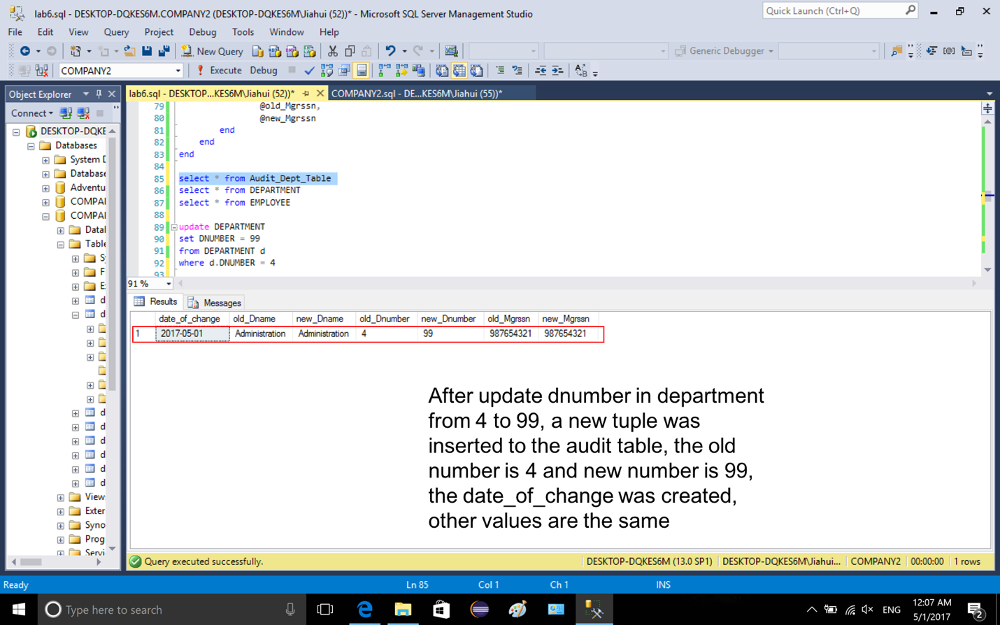 lab6.sql - DESKTOP-DQKES6M.COMPANY2 (DESKTOP-DQKES6M\Jiahui (52))* - Microsoft SQL Server Management Studio
Quick Launch (Ctrl+Q)
File Edit View Query Project Debug Tools Window Help
New Query
Generic Debugger
COMPANY2
Execute Debug
Object Explorer
lab6.sql - DESKTOP...KES6M\Jiahui (52))*
COMPANY2.sql - DE...KES6M\Jiahui (55))*
Connect
DESKTOP-DQKE
Databases
System D
Database
Adventu
COMPAI
COMPAI
Datal
Table
S
F
E
d
d
d
d
d
d
d
d
View
Exter
Syno
Prog
Servi
79 @old_Mgrssn,
80 @new_Mgrssn
81 end
82 end
83 end
84
85 select * from Audit_Dept_Table
86 select * from DEPARTMENT
87 select * from EMPLOYEE
88
89 update DEPARTMENT
90 set DNUMBER = 99
91 from DEPARTMENT d
92 where d.DNUMBER = 4
93
91 %
Results Messages
date_of_change old_Dname new_Dname old_Dnumber new_Dnumber old_Mgrssn new_Mgrssn
1 2017-05-01 Administration Administration 4 99 987654321 987654321
After update dnumber in department
from 4 to 99, a new tuple was
inserted to the audit table, the old
number is 4 and new number is 99,
the date_of_change was created,
other values are the same
Query executed successfully.
DESKTOP-DQKES6M (13.0 SP1) DESKTOP-DQKES6M\Jiahui... COMPANY2 00:00:00 1 rows
Ready Ln 85 Col 1 Ch 1 INS
Type here to search
ENG
12:07 AM
5/1/2017
2